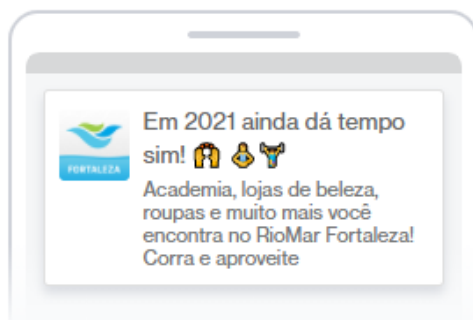 Em 2021 ainda dá tempo
sim! 🙌💩🏋️
FORTALEZA
Academia, lojas de beleza,
roupas e muito mais você
encontra no RioMar Fortaleza!
Corra e aproveite